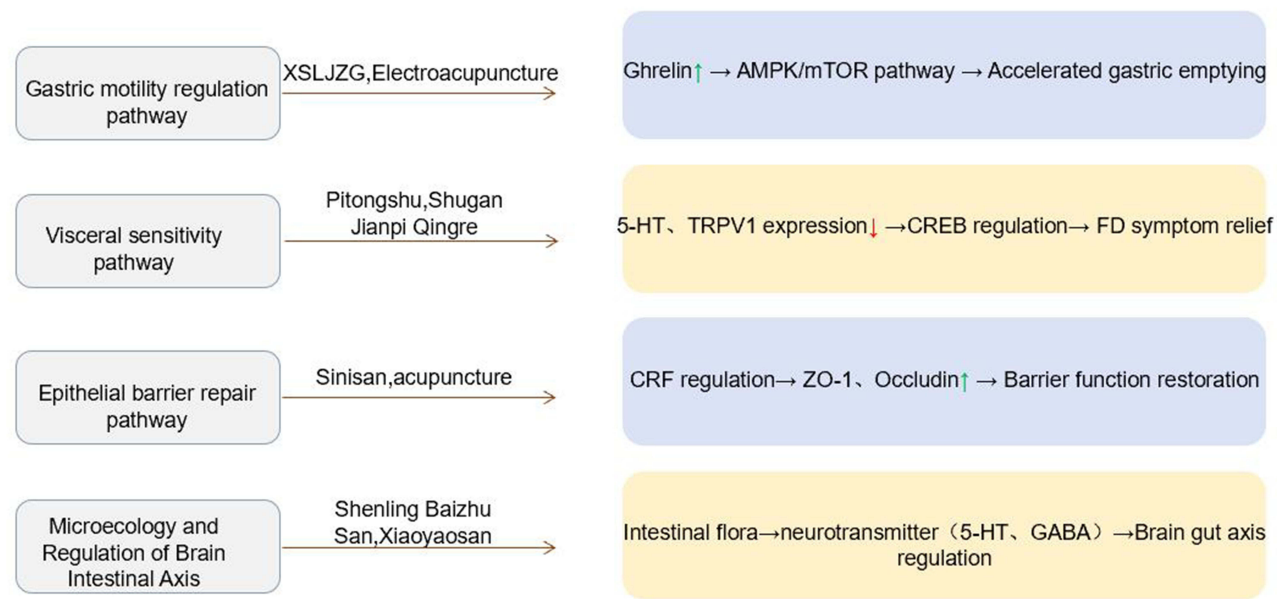 Gastric motility regulation
pathway
XSLJZG,Electroacupuncture
Ghrelin↑ → AMPK/mTOR pathway → Accelerated gastric emptying
Visceral sensitivity
pathway
Pitongshu,Shugan
Jianpi Qingre
5-HT、TRPV1 expression↓ →CREB regulation→ FD symptom relief
Epithelial barrier repair
pathway
Sinisan,acupuncture
CRF regulation→ ZO-1、Occludin↑ → Barrier function restoration
Microecology and
Regulation of Brain
Intestinal Axis
Shenling Baizhu
San,Xiaoyaosan
Intestinal flora→neurotransmitter（5-HT、GABA）→Brain gut axis
regulation